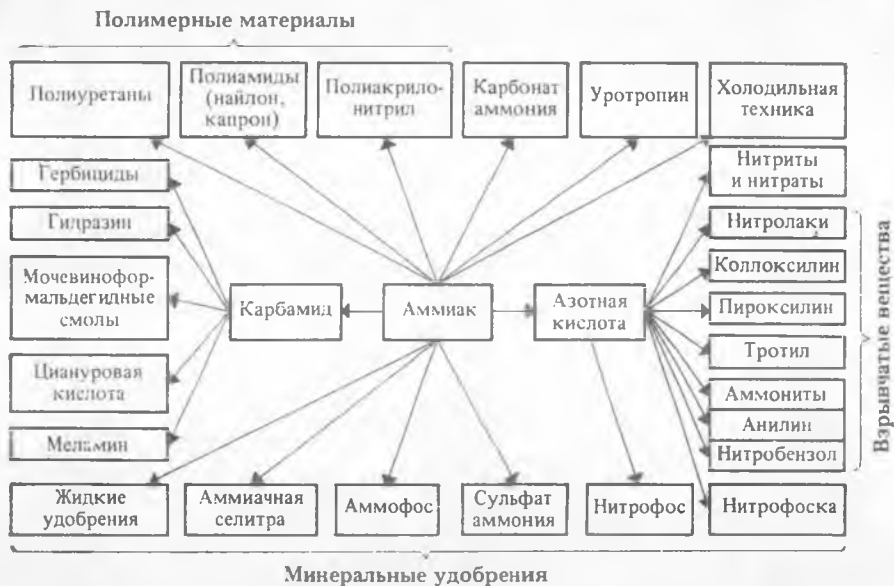 Полимерные материалы
Полиуретаны
Полиамиды
(найлон,
капрон)
Полиакрило-
нитрил
Карбонат
аммония
Уротропин
Холодильная
техника
Гербициды
Гидразин
Мочевинофор-
мальдегидные
смолы
Циануровая
кислота
Меламин
Карбамид
Аммиак
Азотная
кислота
Нитриты
и нитраты
Нитролаки
Коллоксилин
Пироксилин
Тротил
Аммониты
Анилин
Нитробензол
Взрывчатые вещества
Жидкие
удобрения
Аммиачная
селитра
Аммофос
Сульфат
аммония
Нитрофос
Нитрофоска
Минеральные удобрения